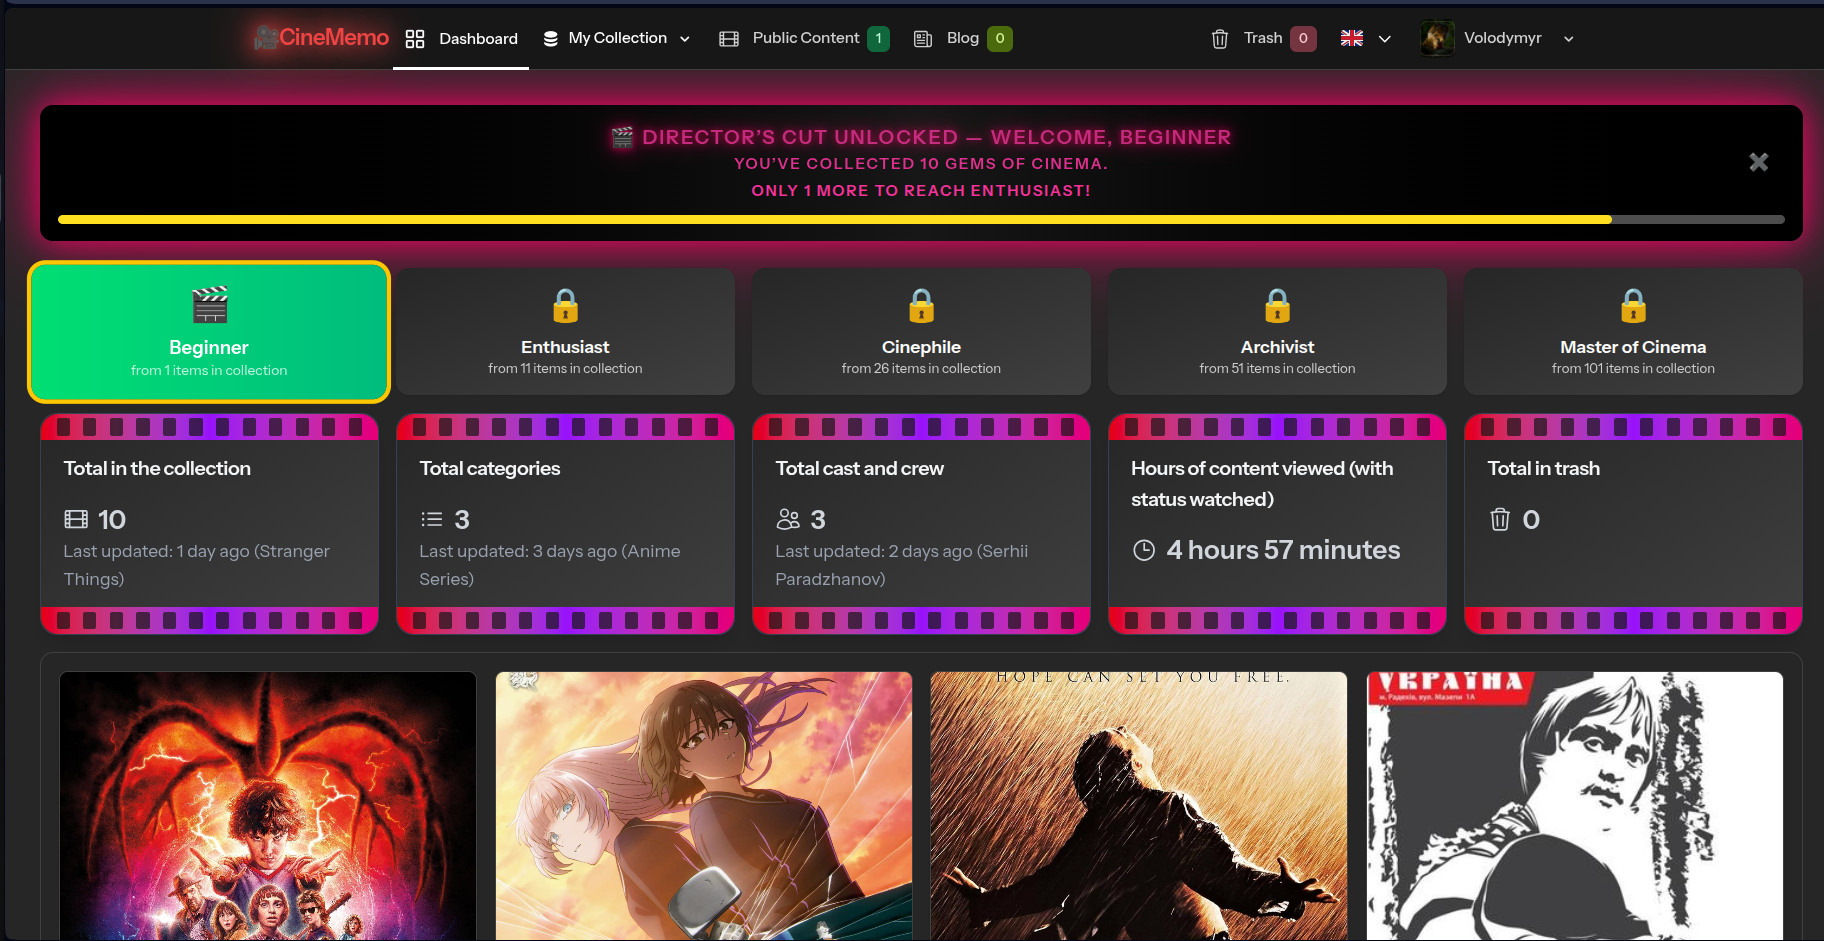 CineMemo
Dashboard
My Collection
Public Content 1
Blog 0
Trash 0
Volodymyr
DIRECTOR'S CUT UNLOCKED — WELCOME, BEGINNER
YOU'VE COLLECTED 10 GEMS OF CINEMA.
ONLY 1 MORE TO REACH ENTHUSIAST!
Beginner
from 1 items in collection
Enthusiast
from 11 items in collection
Cinephile
from 26 items in collection
Archivist
from 51 items in collection
Master of Cinema
from 101 items in collection
Total in the collection
10
Last updated: 1 day ago (Stranger
Things)
Total categories
3
Last updated: 3 days ago (Anime
Series)
Total cast and crew
3
Last updated: 2 days ago (Serhii
Paradzhanov)
Hours of content viewed (with
status watched)
4 hours 57 minutes
Total in trash
0
HOPE CAN SET YOU FREE.
УКРАЇНА
м. Радехів, вул. Мазепи 1А